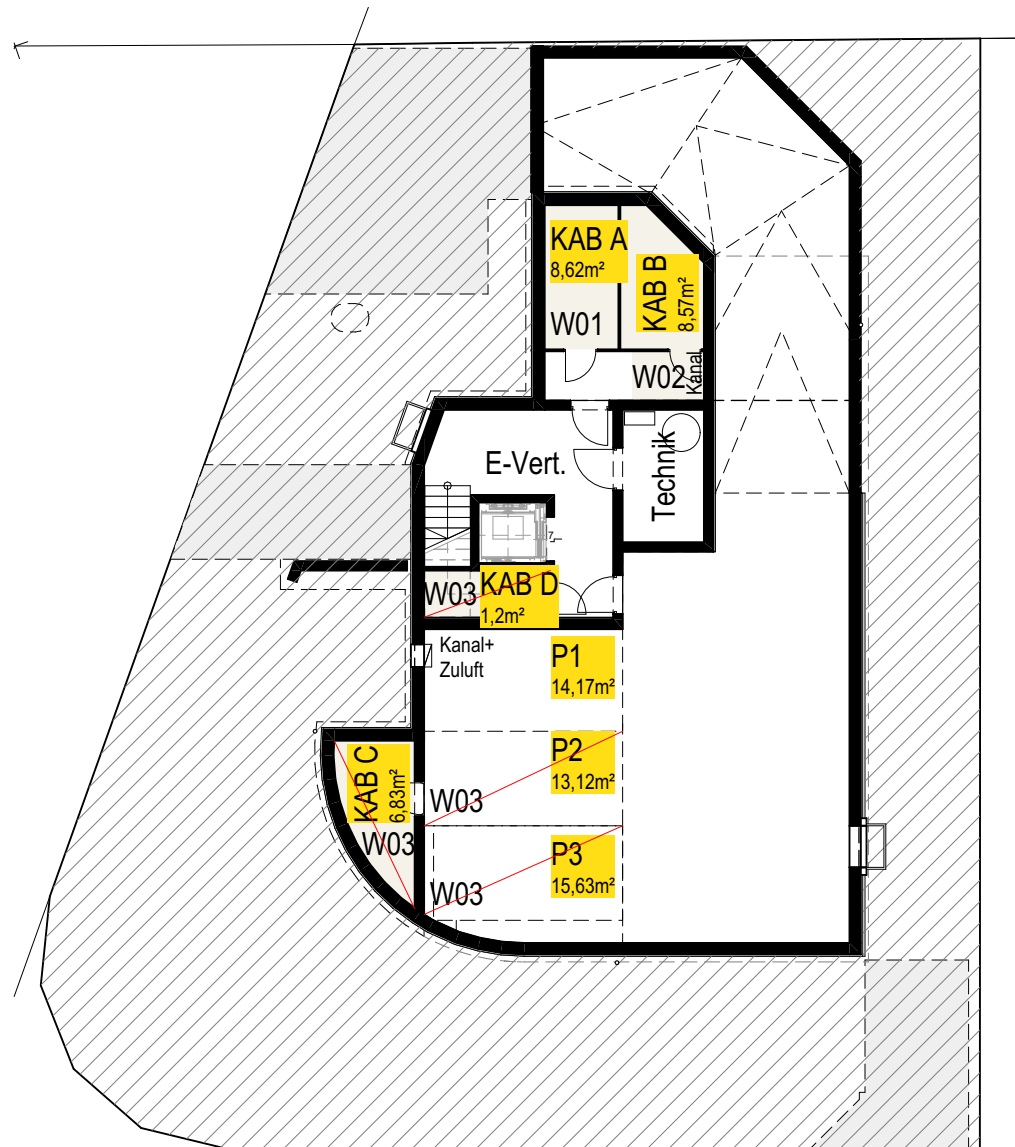 KAB A
8,62m²
KAB B
8,57m²
W01
W02
Kanal
E-Vert.
Technik
W03
KAB D
1,2m²
Kanal+
Zuluft
P1
14,17m²
P2
13,12m²
W03
KAB C
6,83m²
W03
P3
15,63m²
W03